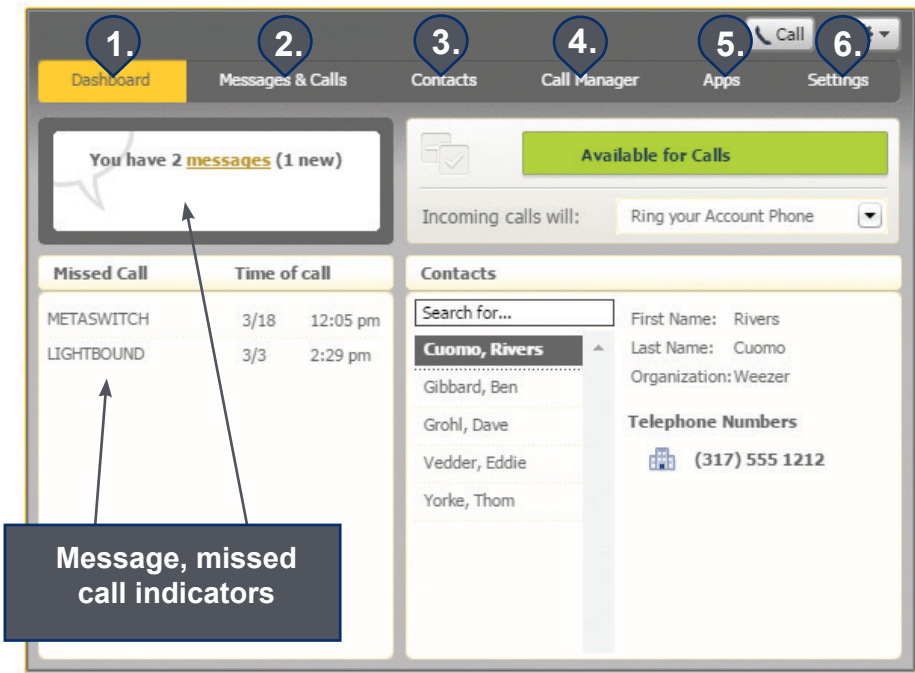 1.
2.
3.
4.
5.
6.
Call
Dashboard
Messages & Calls
Contacts
Call Manager
Apps
Settings
You have 2 messages (1 new)
Available for Calls
Incoming calls will:
Ring your Account Phone
Missed Call
Time of call
METASWITCH
3/18
12:05 pm
LIGHTBOUND
3/3
2:29 pm
Message, missed
call indicators
Contacts
Search for...
Cuomo, Rivers
Gibbard, Ben
Grohl, Dave
Vedder, Eddie
Yorke, Thom
First Name: Rivers
Last Name: Cuomo
Organization: Weezer
Telephone Numbers
(317) 555 1212